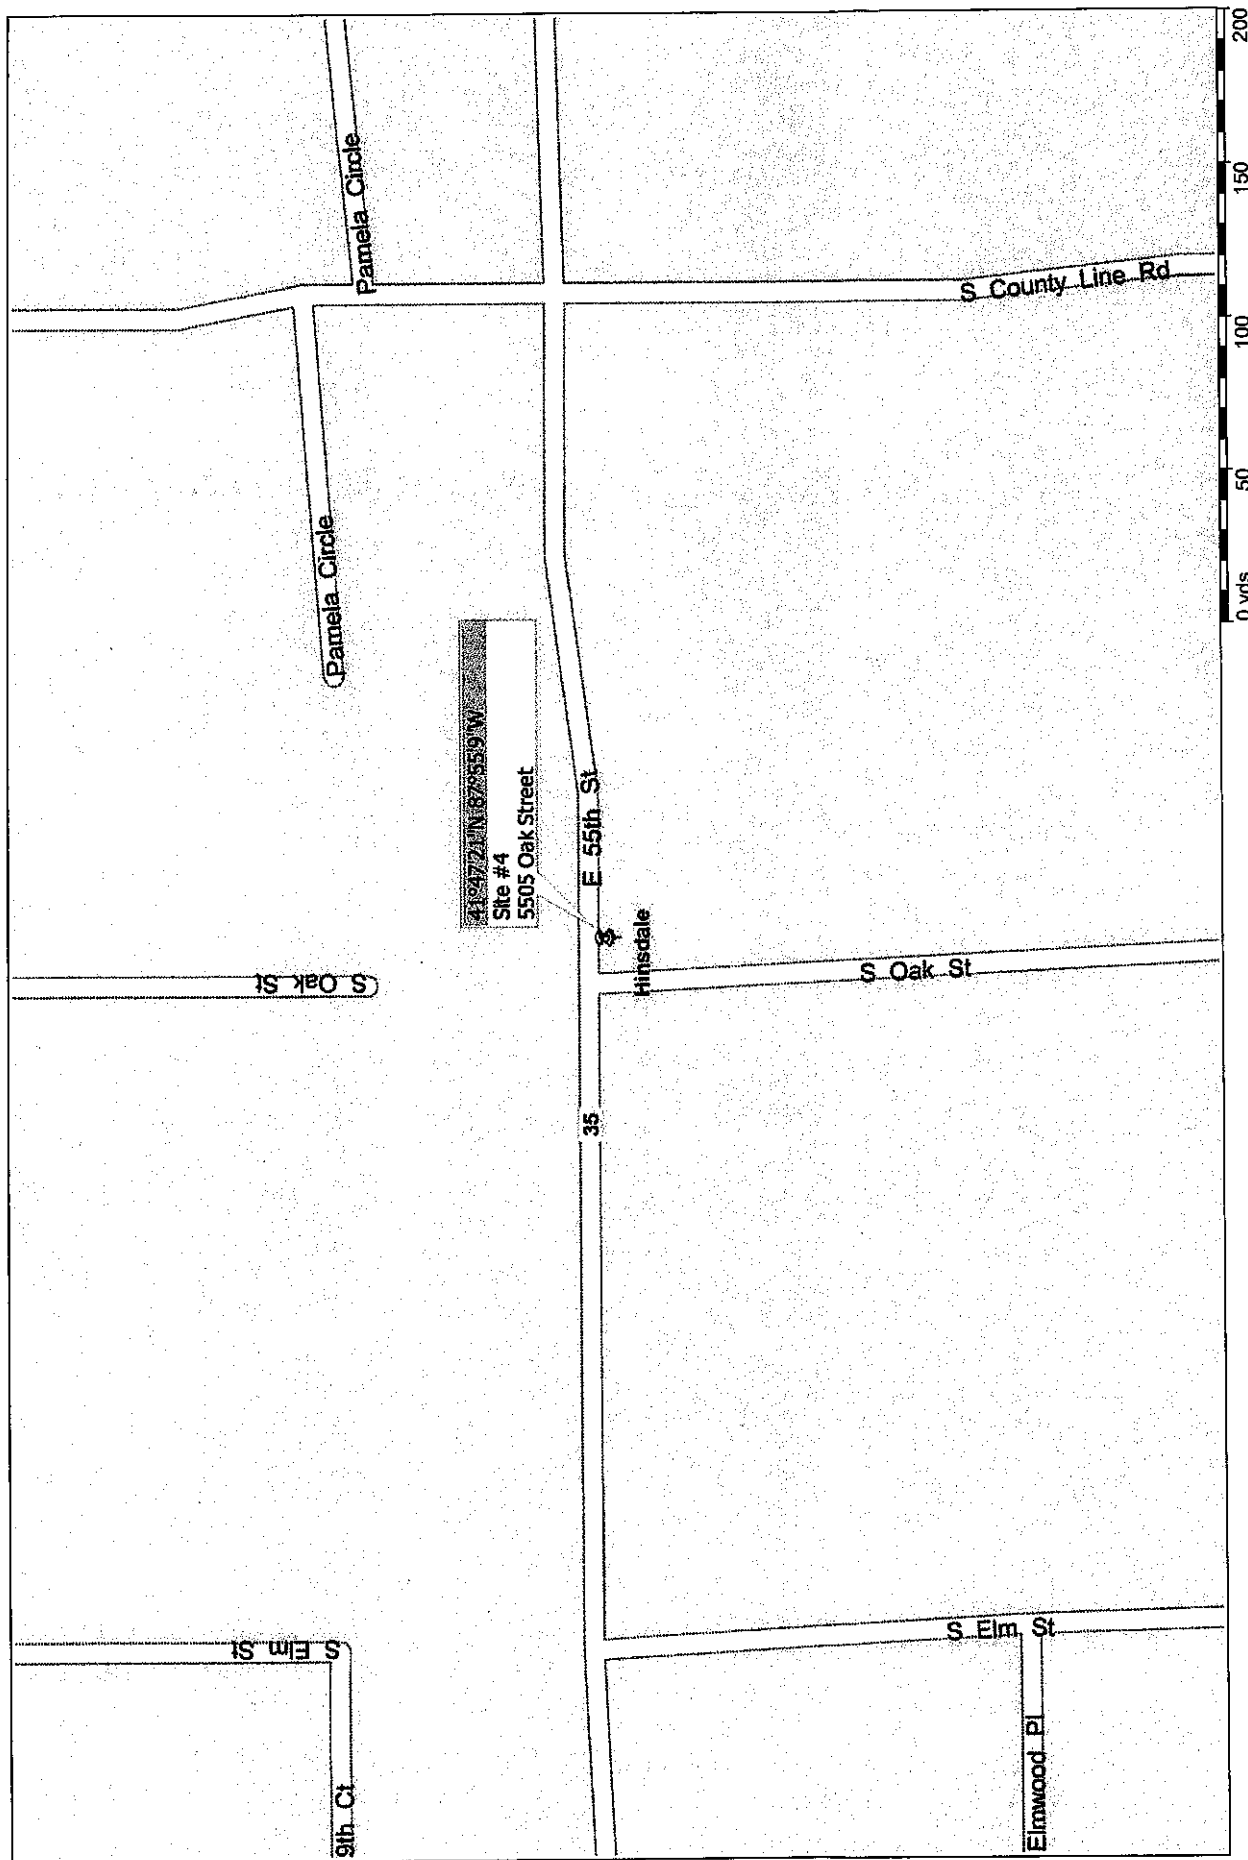 Pamela Circle
Pamela Circle
S County Line Rd
41°47'21"N 87°55'9"W
Site #4
5505 Oak Street
E 55th St
Hinsdale
S Oak St
S Oak St
35
S Elm St
S Elm St
9th Ct
Elmwood Pl
0 yds 50 100 150 200